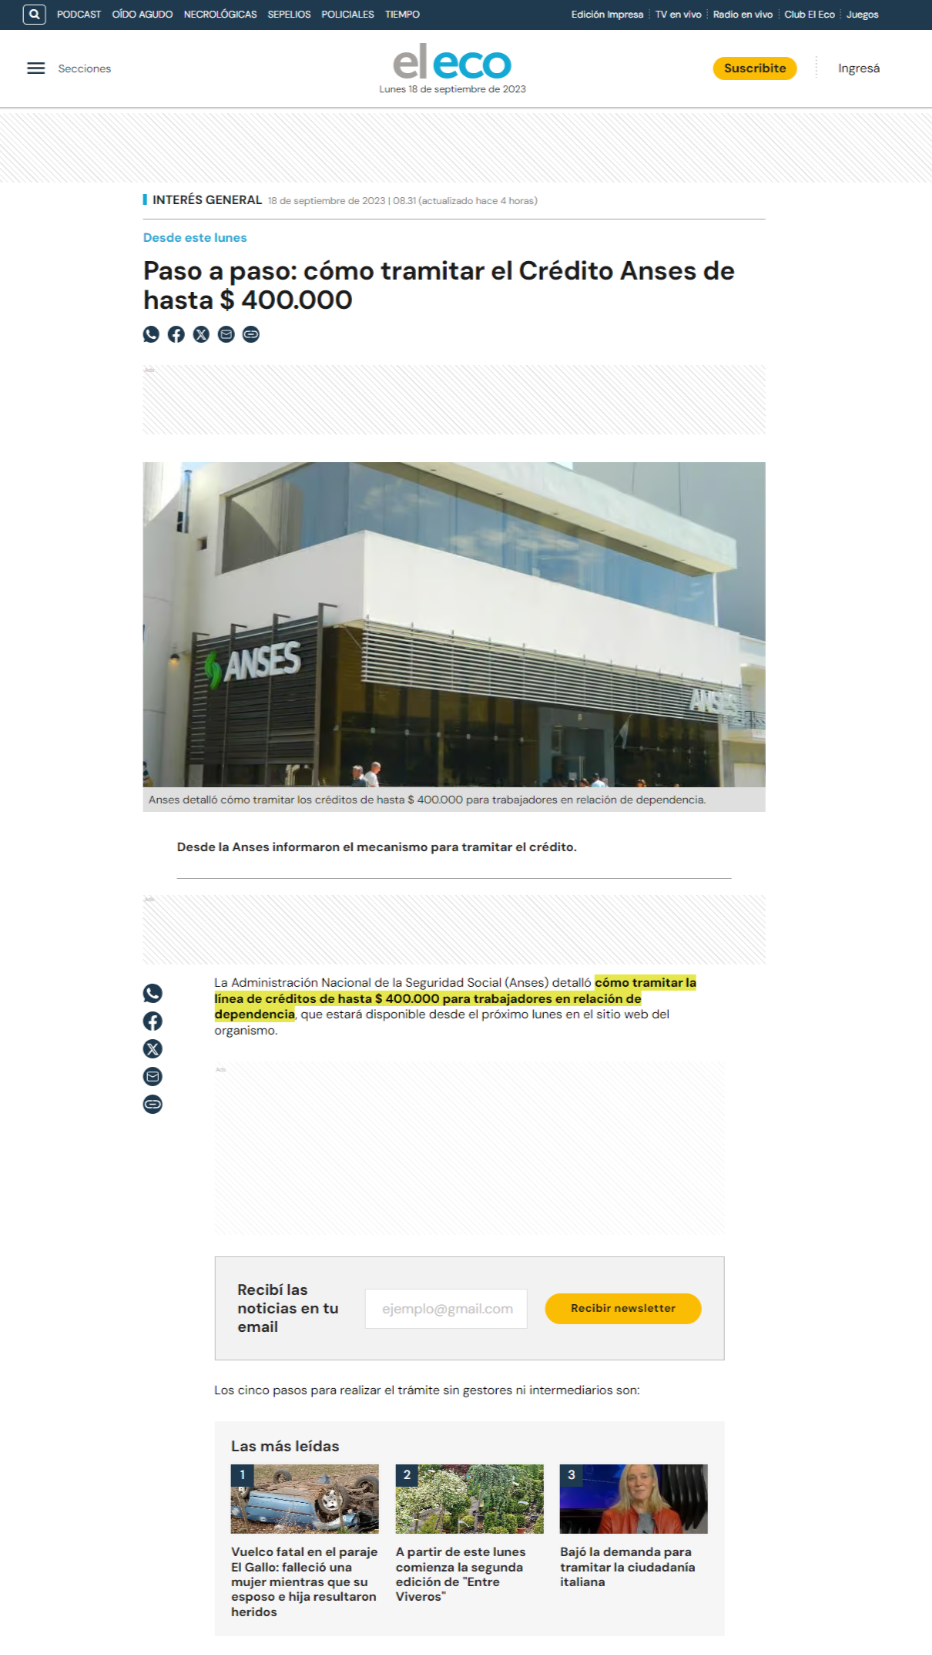 PODCAST OÍDO AGUDO NECROLÓGICAS SEPELIOS POLICIALES TIEMPO
Edición Impresa TV en vivo Radio en vivo Club El Eco Juegos
Secciones
el eco
Lunes 18 de septiembre de 2023
Suscribite
Ingresá
INTERÉS GENERAL 18 de septiembre de 2023 | 08.31 (actualizado hace 4 horas)
Desde este lunes
Paso a paso: cómo tramitar el Crédito Anses de
hasta $ 400.000
Ads
ANSES
ANSES
Anses detalló cómo tramitar los créditos de hasta $ 400.000 para trabajadores en relación de dependencia.
Desde la Anses informaron el mecanismo para tramitar el crédito.
Ads
La Administración Nacional de la Seguridad Social (Anses) detalló cómo tramitar la
línea de créditos de hasta $ 400.000 para trabajadores en relación de
dependencia, que estará disponible desde el próximo lunes en el sitio web del
organismo.
Ads
Recibí las
noticias en tu
email
ejemplo@gmail.com
Recibir newsletter
Los cinco pasos para realizar el trámite sin gestores ni intermediarios son:
Las más leídas
1
Vuelco fatal en el paraje
El Gallo: falleció una
mujer mientras que su
esposo e hija resultaron
heridos
2
A partir de este lunes
comienza la segunda
edición de "Entre
Viveros"
3
Bajó la demanda para
tramitar la ciudadanía
italiana